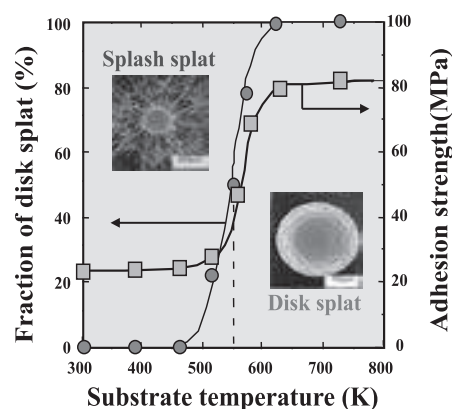 100
80
60
40
20
0
Fraction of disk splat (%)
Splash splat
Disk splat
100
80
60
40
20
0
Adhesion strength(MPa)
300 400 500 600 700 800
Substrate temperature (K)